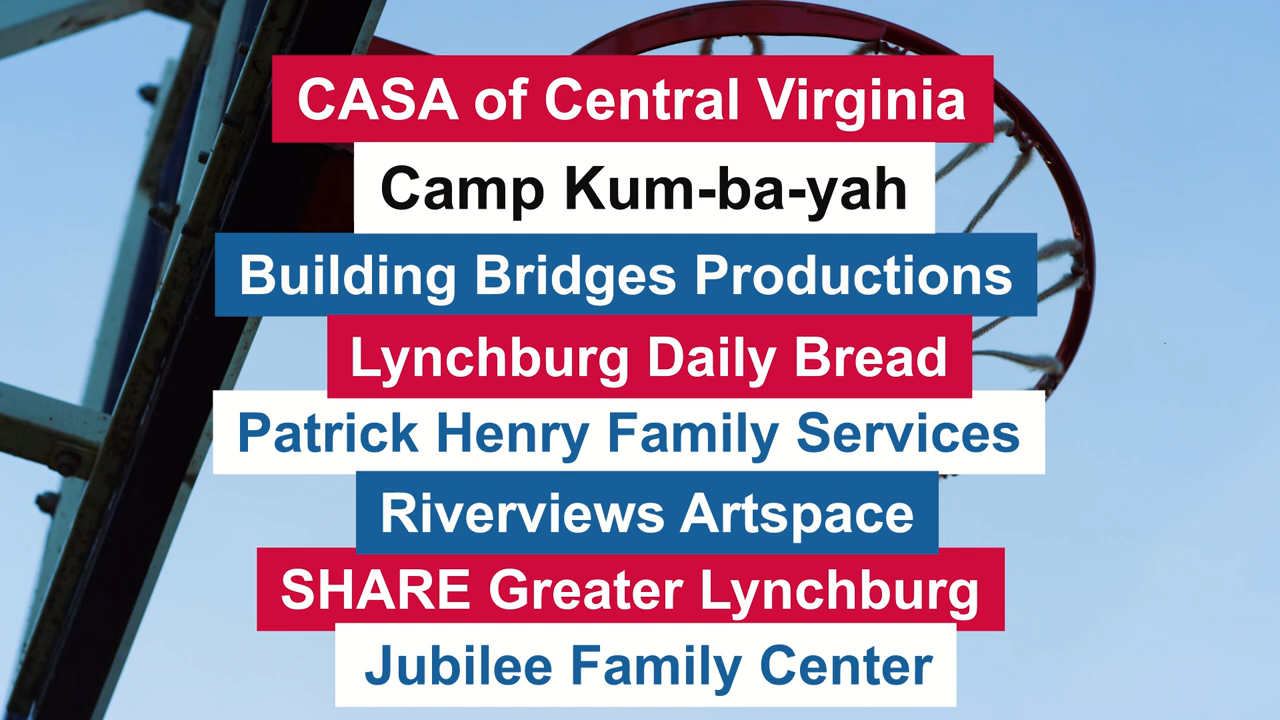 CASA of Central Virginia
Camp Kum-ba-yah
Building Bridges Productions
Lynchburg Daily Bread
Patrick Henry Family Services
Riverviews Artspace
SHARE Greater Lynchburg
Jubilee Family Center